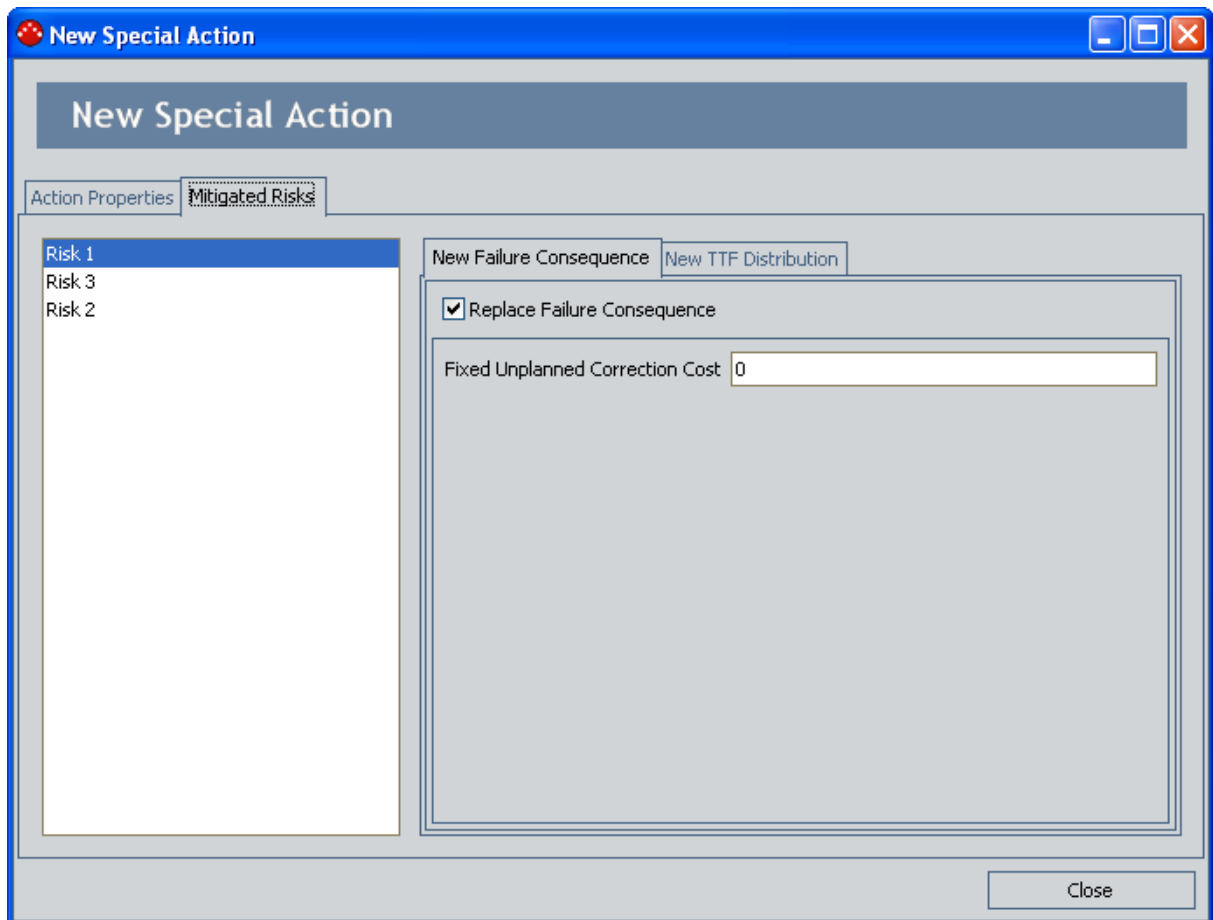 New Special Action
New Special Action
Action Properties Mitigated Risks
Risk 1
Risk 3
Risk 2
New Failure Consequence New TTF Distribution
Replace Failure Consequence
Fixed Unplanned Correction Cost 0
Close